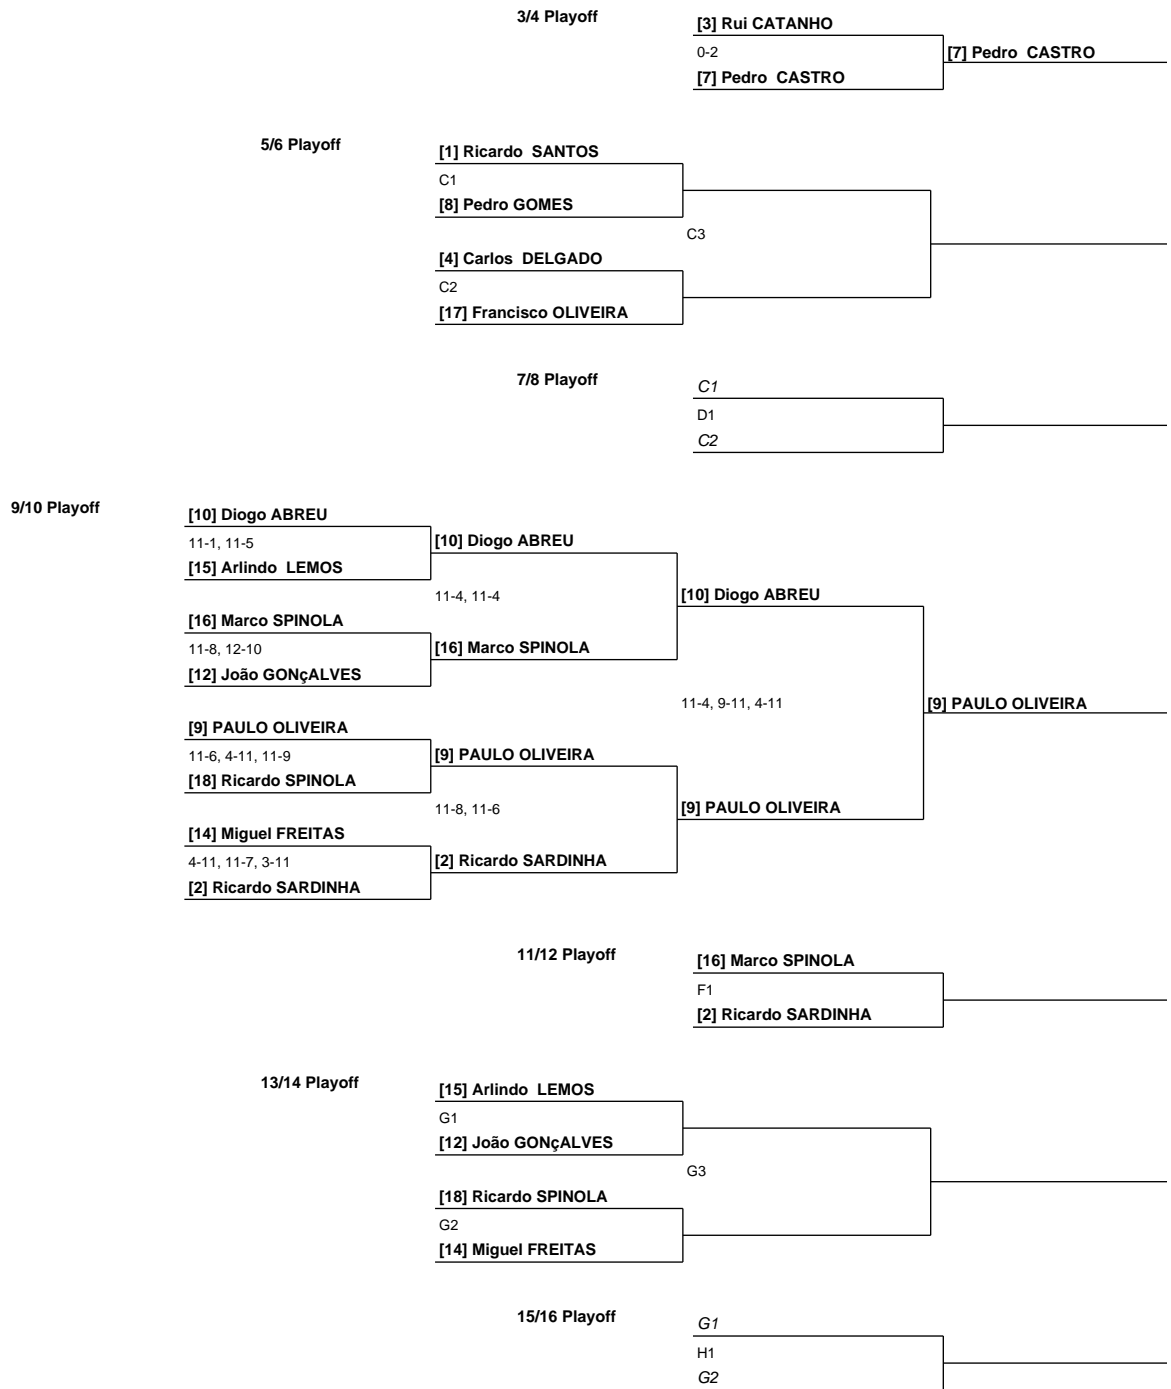 3/4 Playoff
[3] Rui CATANHO
0-2
[7] Pedro CASTRO
[7] Pedro CASTRO
5/6 Playoff
[1] Ricardo SANTOS
C1
[8] Pedro GOMES
C3
[4] Carlos DELGADO
C2
[17] Francisco OLIVEIRA
7/8 Playoff
C1
D1
C2
9/10 Playoff
[10] Diogo ABREU
11-1, 11-5
[10] Diogo ABREU
[15] Arlindo LEMOS
11-4, 11-4
[10] Diogo ABREU
[16] Marco SPINOLA
11-8, 12-10
[16] Marco SPINOLA
[12] João GONçALVES
11-4, 9-11, 4-11
[9] PAULO OLIVEIRA
[9] PAULO OLIVEIRA
11-6, 4-11, 11-9
[9] PAULO OLIVEIRA
[18] Ricardo SPINOLA
11-8, 11-6
[9] PAULO OLIVEIRA
[14] Miguel FREITAS
4-11, 11-7, 3-11
[2] Ricardo SARDINHA
[2] Ricardo SARDINHA
11/12 Playoff
[16] Marco SPINOLA
F1
[2] Ricardo SARDINHA
13/14 Playoff
[15] Arlindo LEMOS
G1
[12] João GONçALVES
G3
[18] Ricardo SPINOLA
G2
[14] Miguel FREITAS
15/16 Playoff
G1
H1
G2